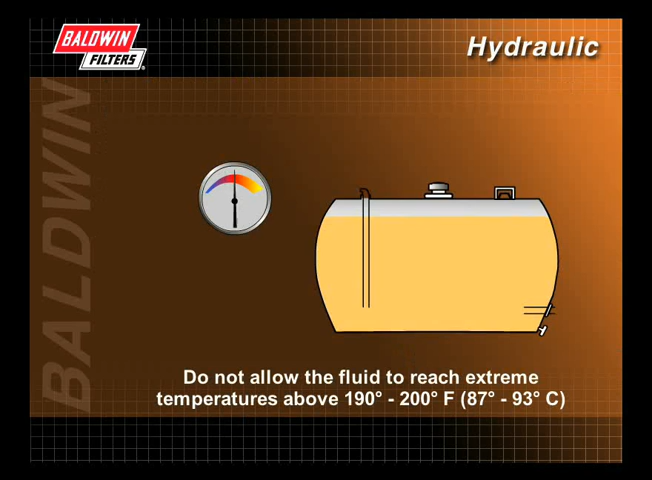 BALDWIN
FILTERS®
Hydraulic
BALDWIN
Do not allow the fluid to reach extreme
temperatures above 190° - 200° F (87° - 93° C)